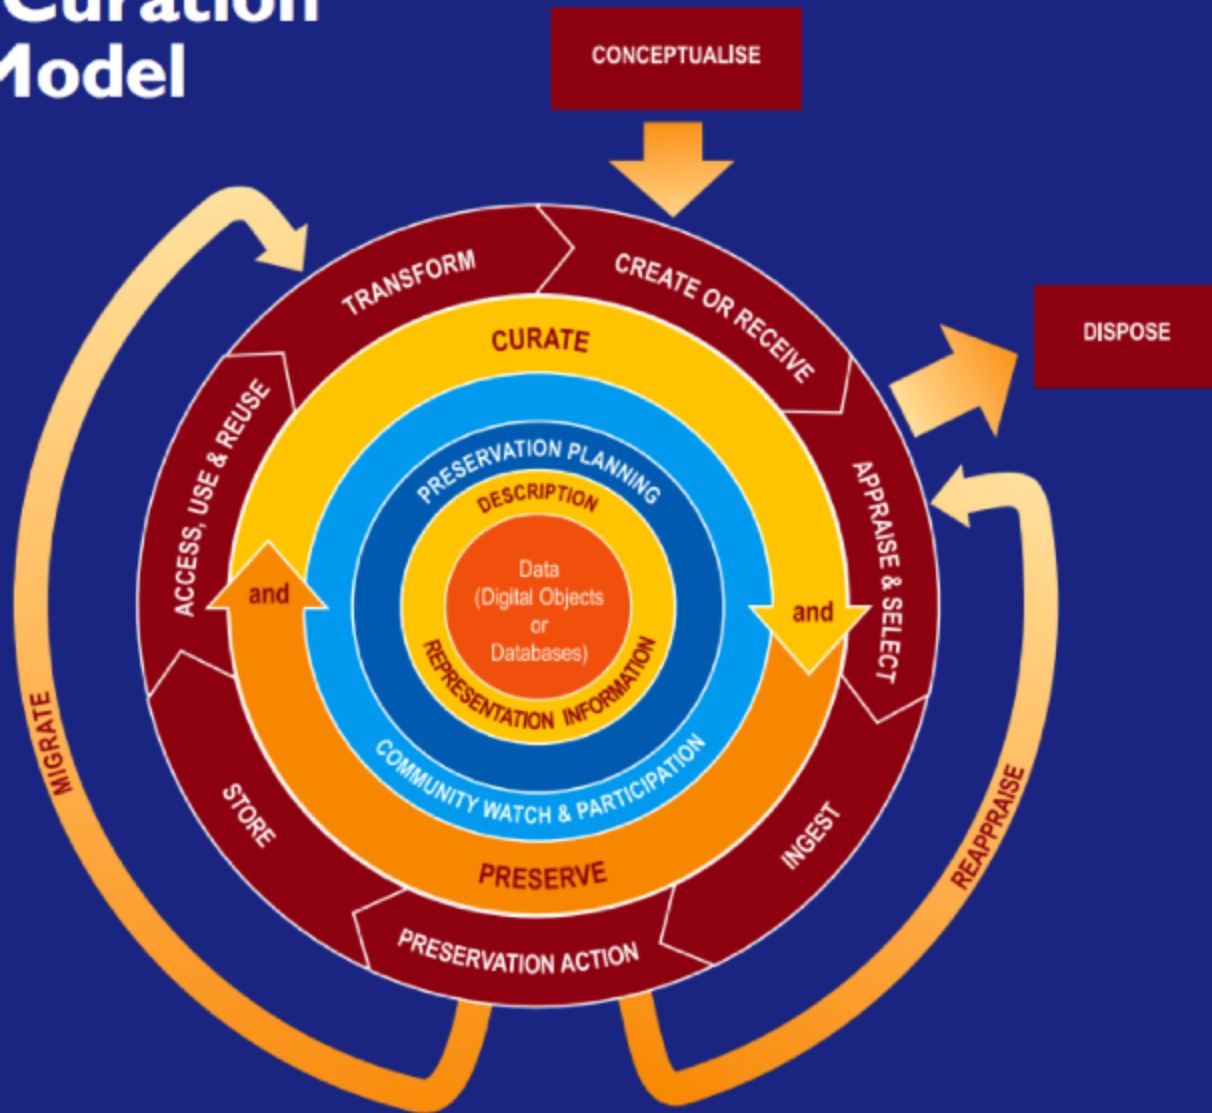 Curation
Model
CONCEPTUALISE
DISPOSE
TRANSFORM
CREATE OR RECEIVE
APPRAISE & SELECT
INGEST
PRESERVATION ACTION
STORE
ACCESS, USE & REUSE
MIGRATE
REAPPRAISE
CURATE
and
PRESERVE
and
COMMUNITY WATCH & PARTICIPATION
PRESERVATION PLANNING
DESCRIPTION
REPRESENTATION INFORMATION
Data
(Digital Objects
or
Databases)